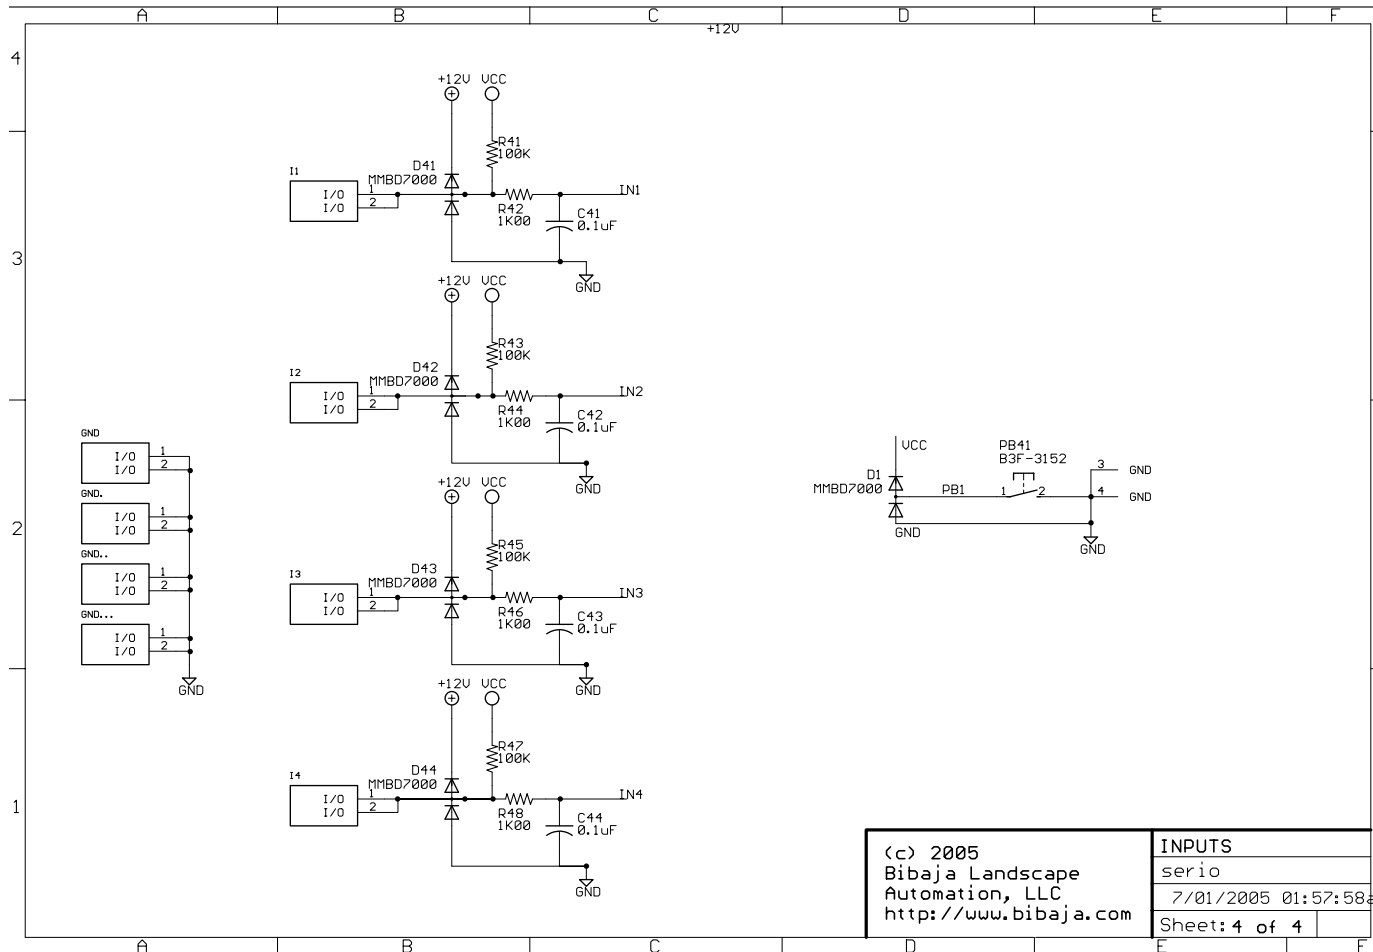 A B C D E F
+12V
4
+12V VCC
R41
100K
D41
MMBD7000
I1
I/O 1
I/O 2
R42
1K00
IN1
C41
0.1uF
GND
3
+12V VCC
R43
100K
D42
MMBD7000
I2
I/O 1
I/O 2
R44
1K00
IN2
C42
0.1uF
GND
GND
I/O 1
I/O 2
GND.
I/O 1
I/O 2
GND..
I/O 1
I/O 2
GND...
I/O 1
I/O 2
GND
2
+12V VCC
R45
100K
D43
MMBD7000
I3
I/O 1
I/O 2
R46
1K00
IN3
C43
0.1uF
GND
VCC
D1
MMBD7000
PB1
GND
PB41
B3F-3152
1 2
3 GND
4 GND
GND
+12V VCC
R47
100K
D44
MMBD7000
I4
I/O 1
I/O 2
R48
1K00
IN4
C44
0.1uF
GND
1
(c) 2005
Bibaja Landscape
Automation, LLC
http://www.bibaja.com
INPUTS
serio
7/01/2005 01:57:58a
Sheet: 4 of 4
A B C D E F